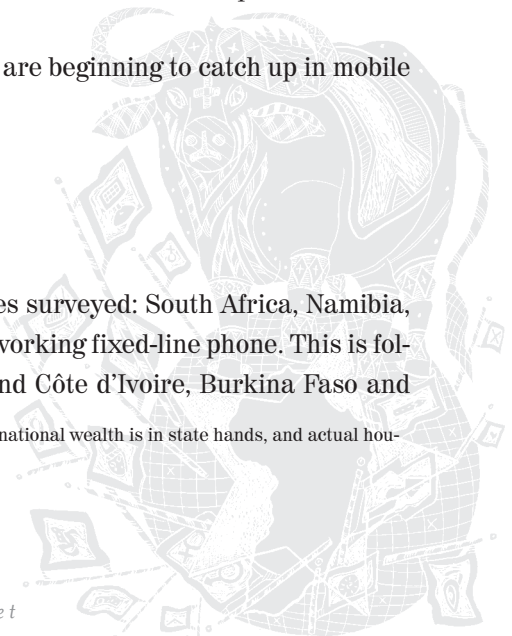 are beginning to catch up in mobile
es surveyed: South Africa, Namibia,
working fixed-line phone. This is fol-
nd Côte d'Ivoire, Burkina Faso and
national wealth is in state hands, and actual hou-
e t